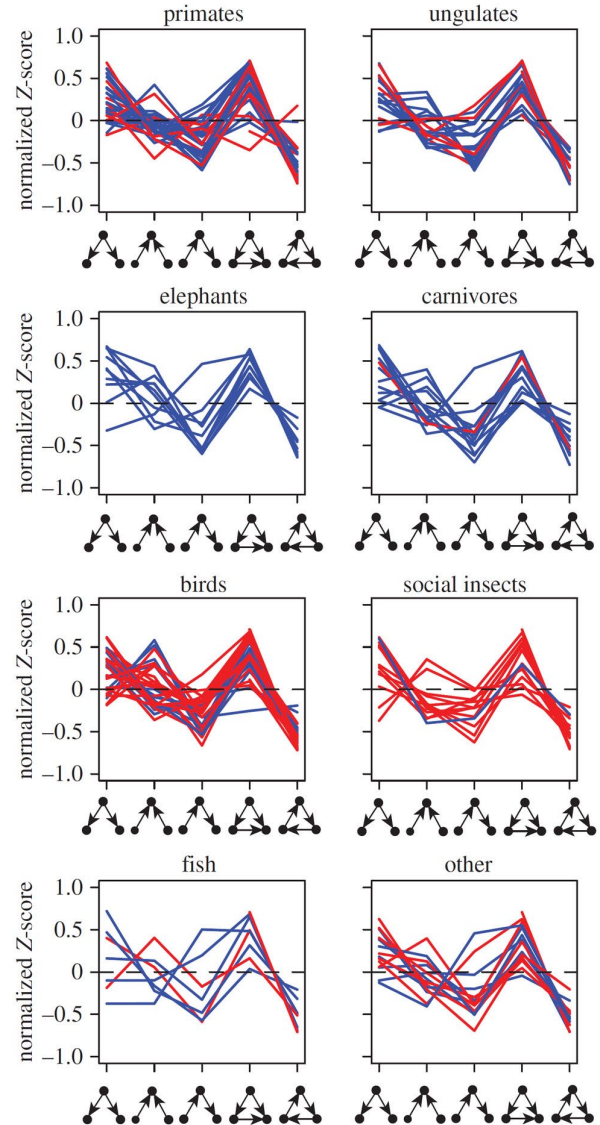 primates
ungulates
normalized Z-score
1.0
0.5
0
–0.5
–1.0
elephants
carnivores
normalized Z-score
1.0
0.5
0
–0.5
–1.0
birds
social insects
normalized Z-score
1.0
0.5
0
–0.5
–1.0
fish
other
normalized Z-score
1.0
0.5
0
–0.5
–1.0